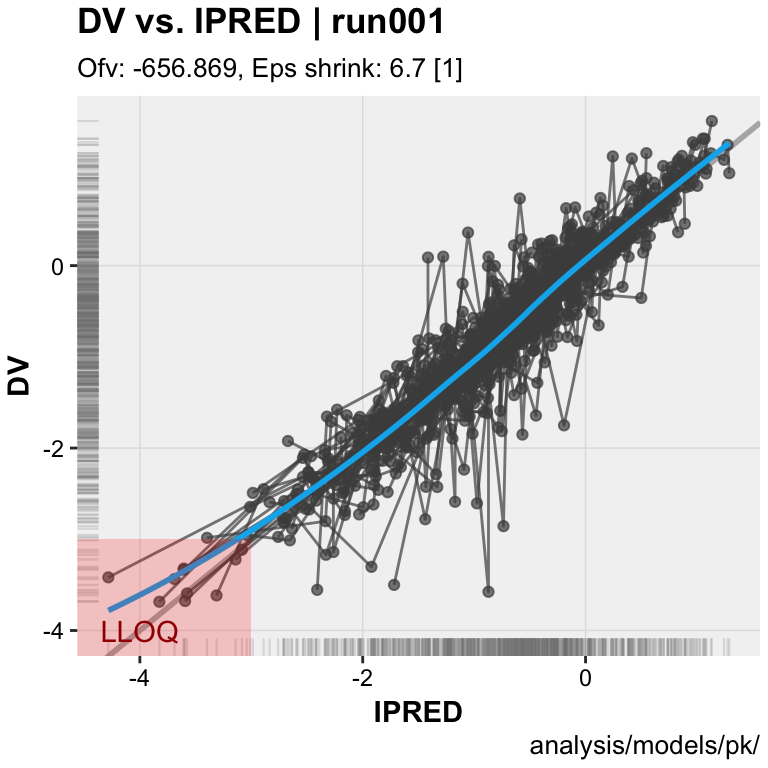 DV vs. IPRED | run001
Ofv: -656.869, Eps shrink: 6.7 [1]
DV
0
-2
-4
LLOQ
-4
-2
0
IPRED
analysis/models/pk/